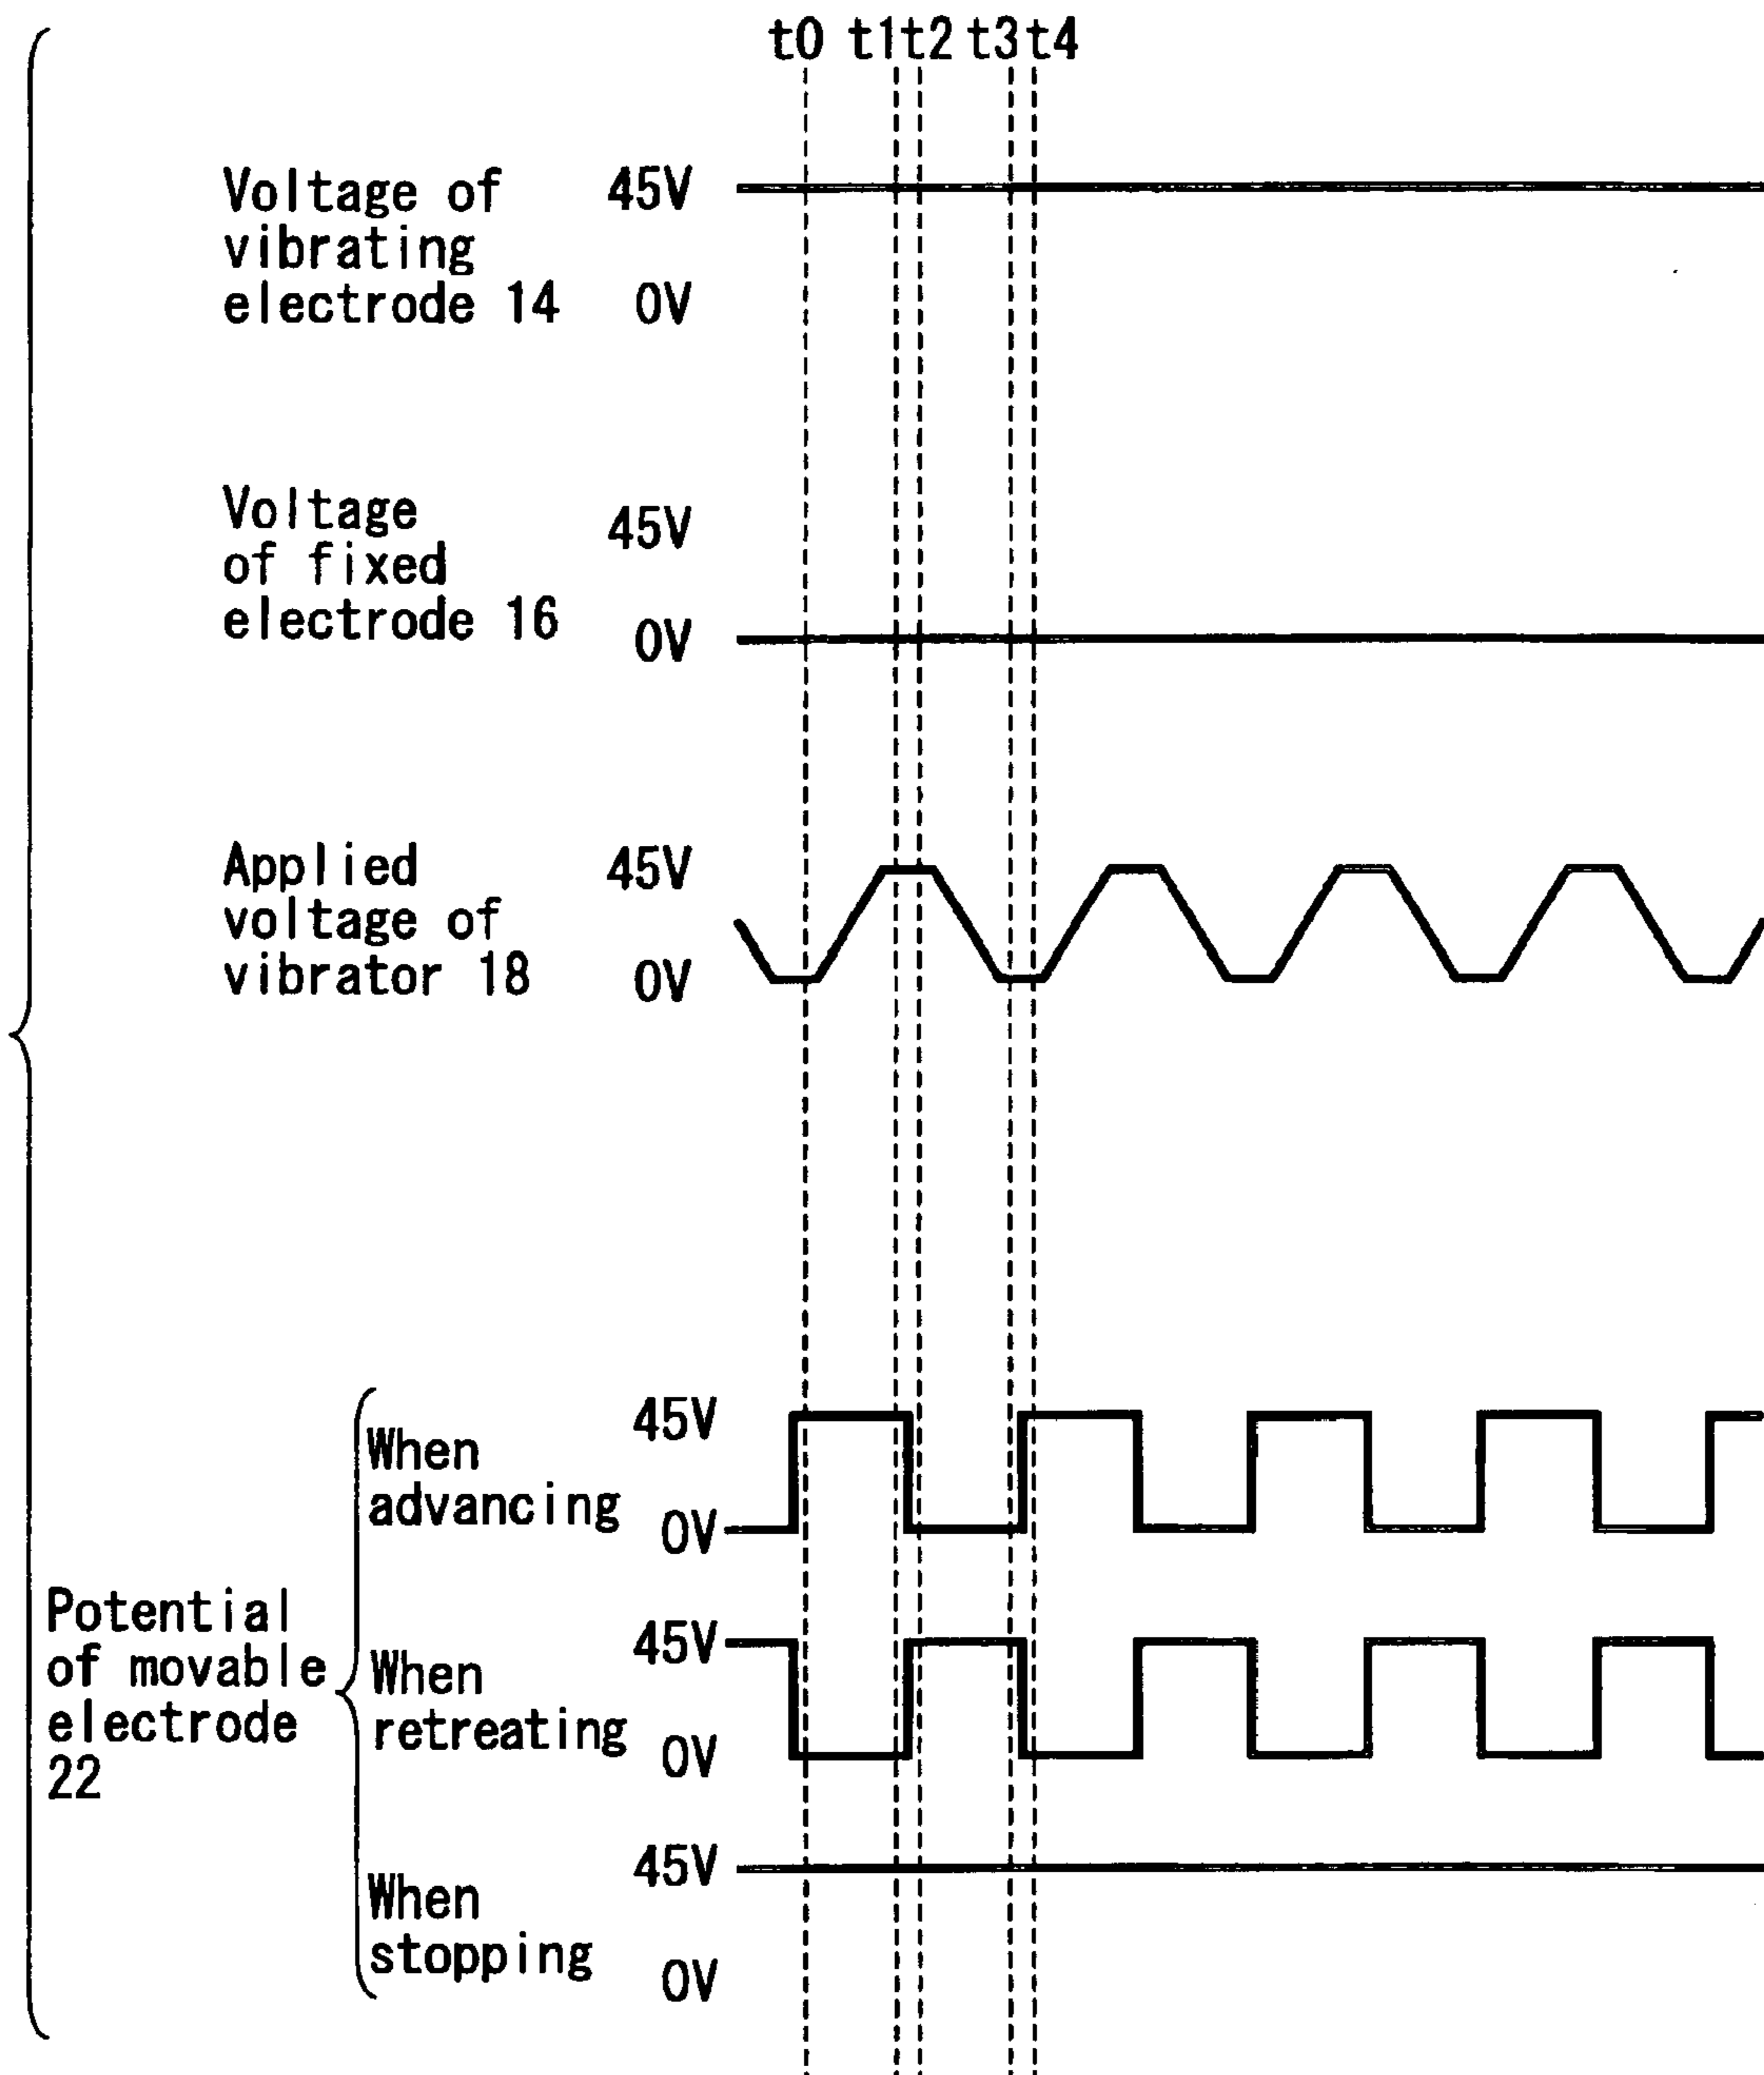 t0 t1 t2 t3 t4
Voltage of
vibrating
electrode 14
45V
0V
Voltage
of fixed
electrode 16
45V
0V
Applied
voltage of
vibrator 18
45V
0V
Potential
of movable
electrode
22
When
advancing
45V
0V
When
retreating
45V
0V
When
stopping
45V
0V